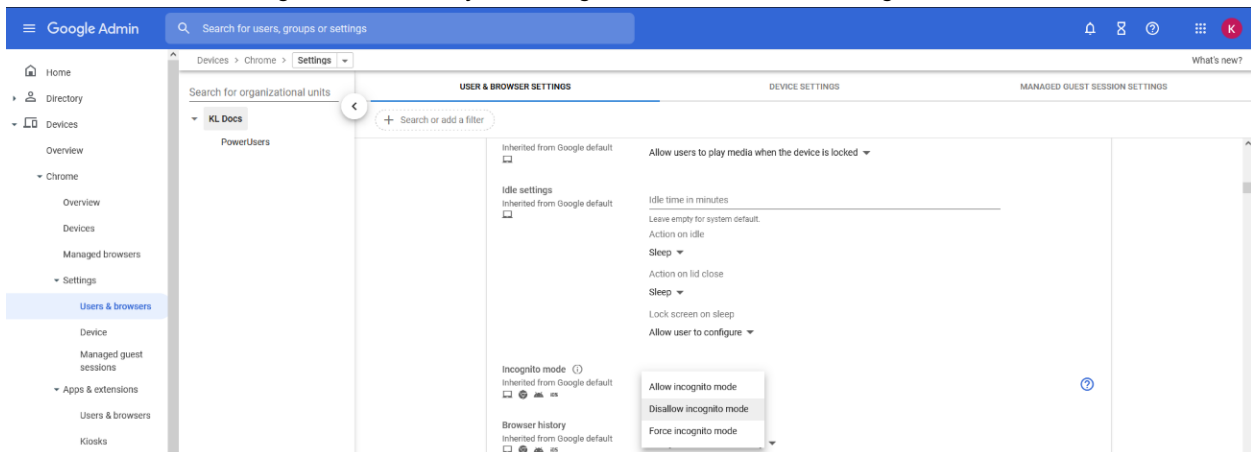 Google Admin
Search for users, groups or settings
K
Home
Directory
Devices
Overview
Chrome
Overview
Devices
Managed browsers
Settings
Users & browsers
Device
Managed guest
sessions
Apps & extensions
Users & browsers
Kiosks
Devices > Chrome > Settings
What's new?
Search for organizational units
KL Docs
PowerUsers
USER & BROWSER SETTINGS
DEVICE SETTINGS
MANAGED GUEST SESSION SETTINGS
+ Search or add a filter
Inherited from Google default
Allow users to play media when the device is locked
Idle settings
Inherited from Google default
Idle time in minutes
Leave empty for system default.
Action on idle
Sleep
Action on lid close
Sleep
Lock screen on sleep
Allow user to configure
Incognito mode
Inherited from Google default
iOS
Allow incognito mode
Disallow incognito mode
Force incognito mode
Browser history
Inherited from Google default